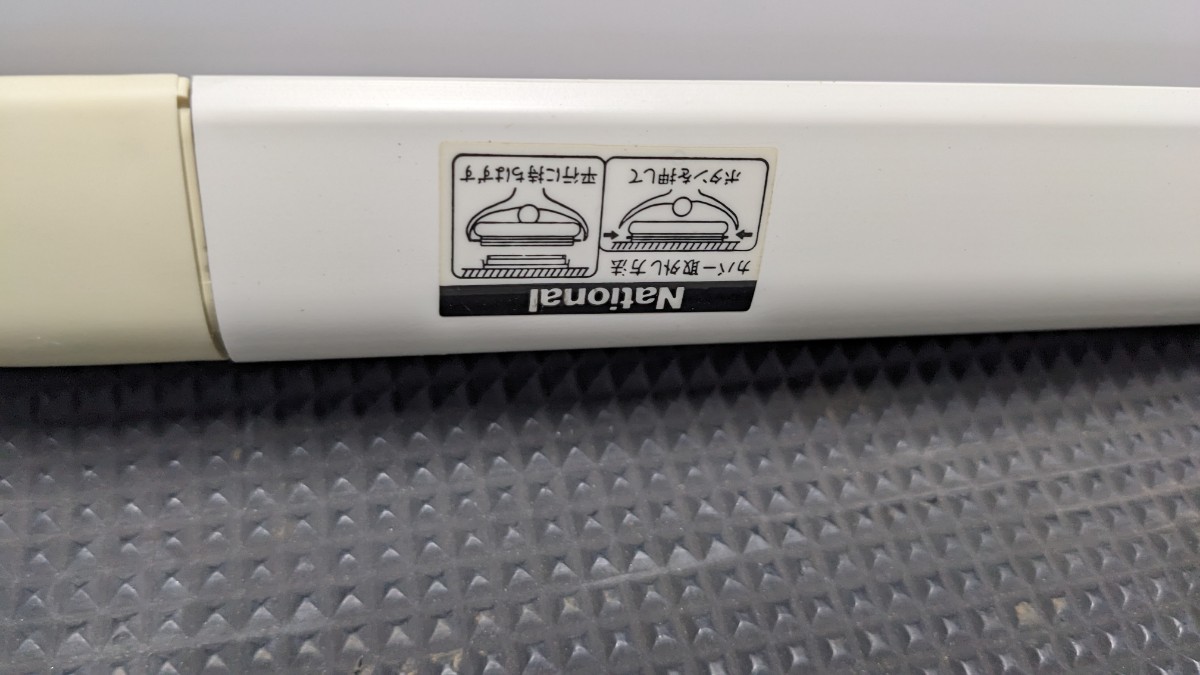 National
カバー取外し方法
ボタンを押して
平行に持ちはずす